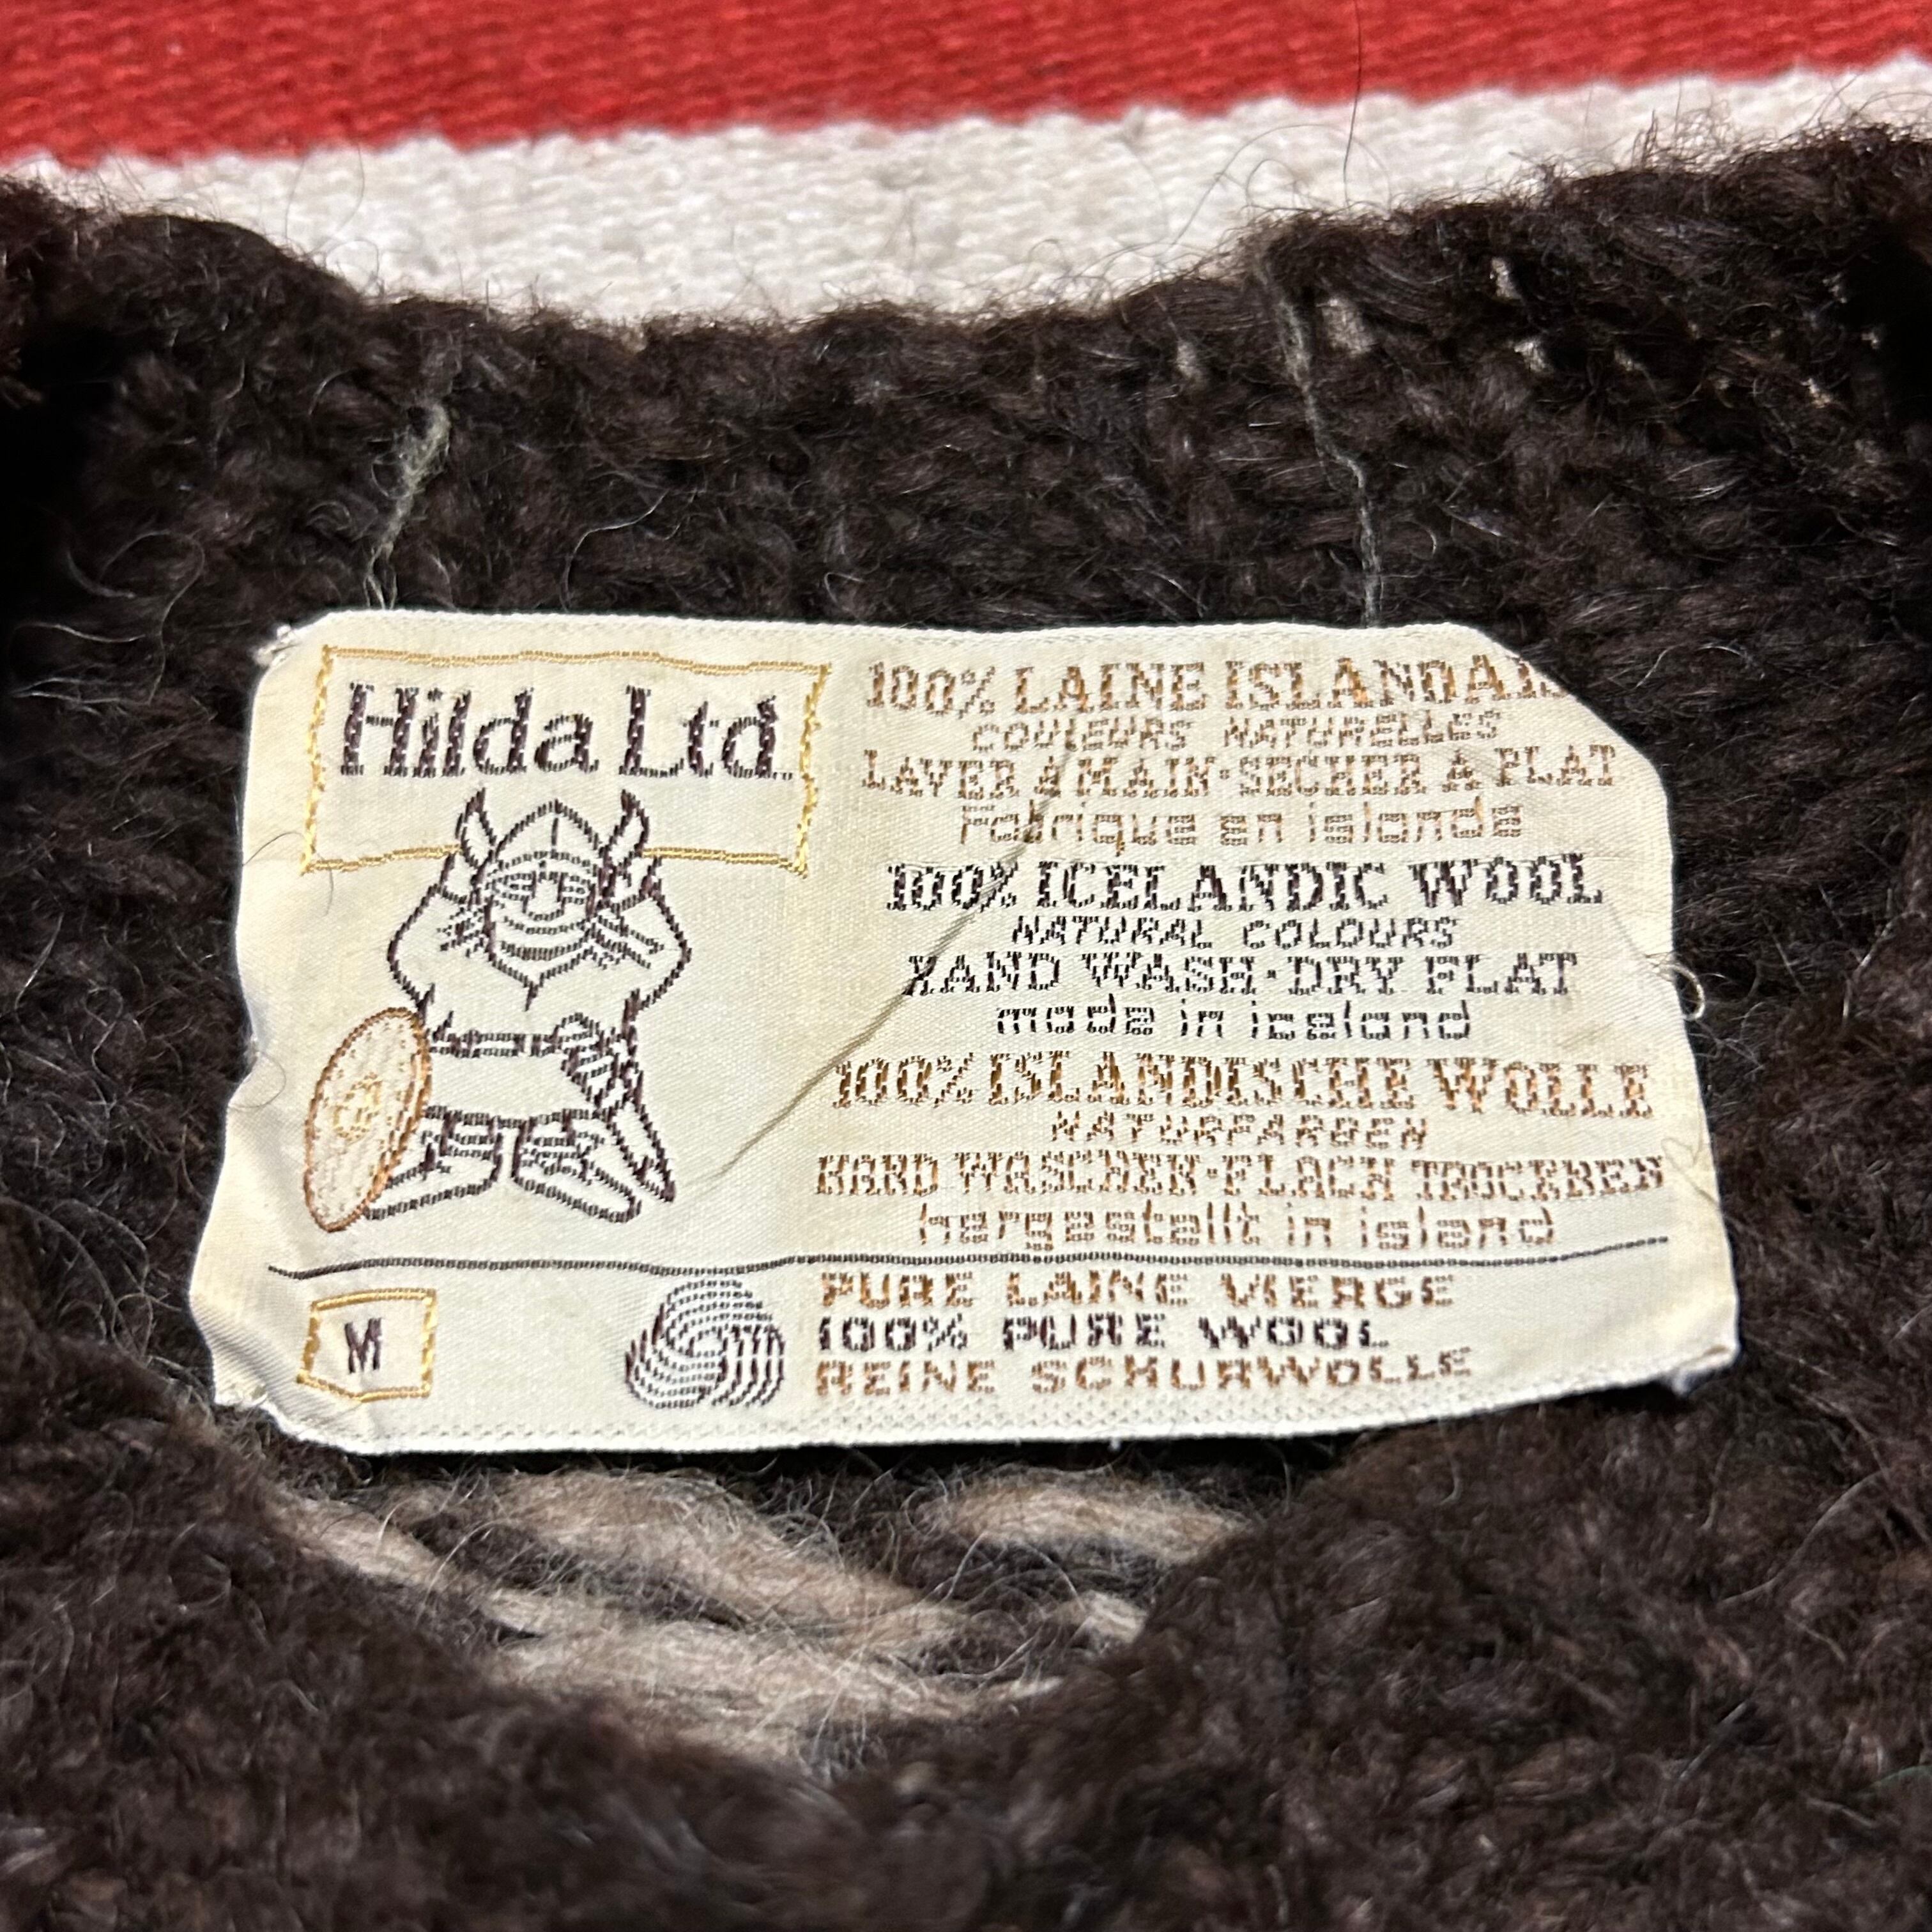 Hilda Ltd.
100% LAINE ISLANDAIS
COULEURS NATURELLES
LAVER A MAIN·SECHER A PLAT
Fabrique en islande
100% ICELANDIC WOOL
NATURAL COLOURS
HAND WASH·DRY FLAT
made in iceland
100% ISLANDISCHE WOLLE
NATURFARBEN
HAND WASCHEN·FLACH TROCKNEN
hergestellt in island
M
PURE LAINE VIERGE
100% PURE WOOL
REINE SCHURWOLLE